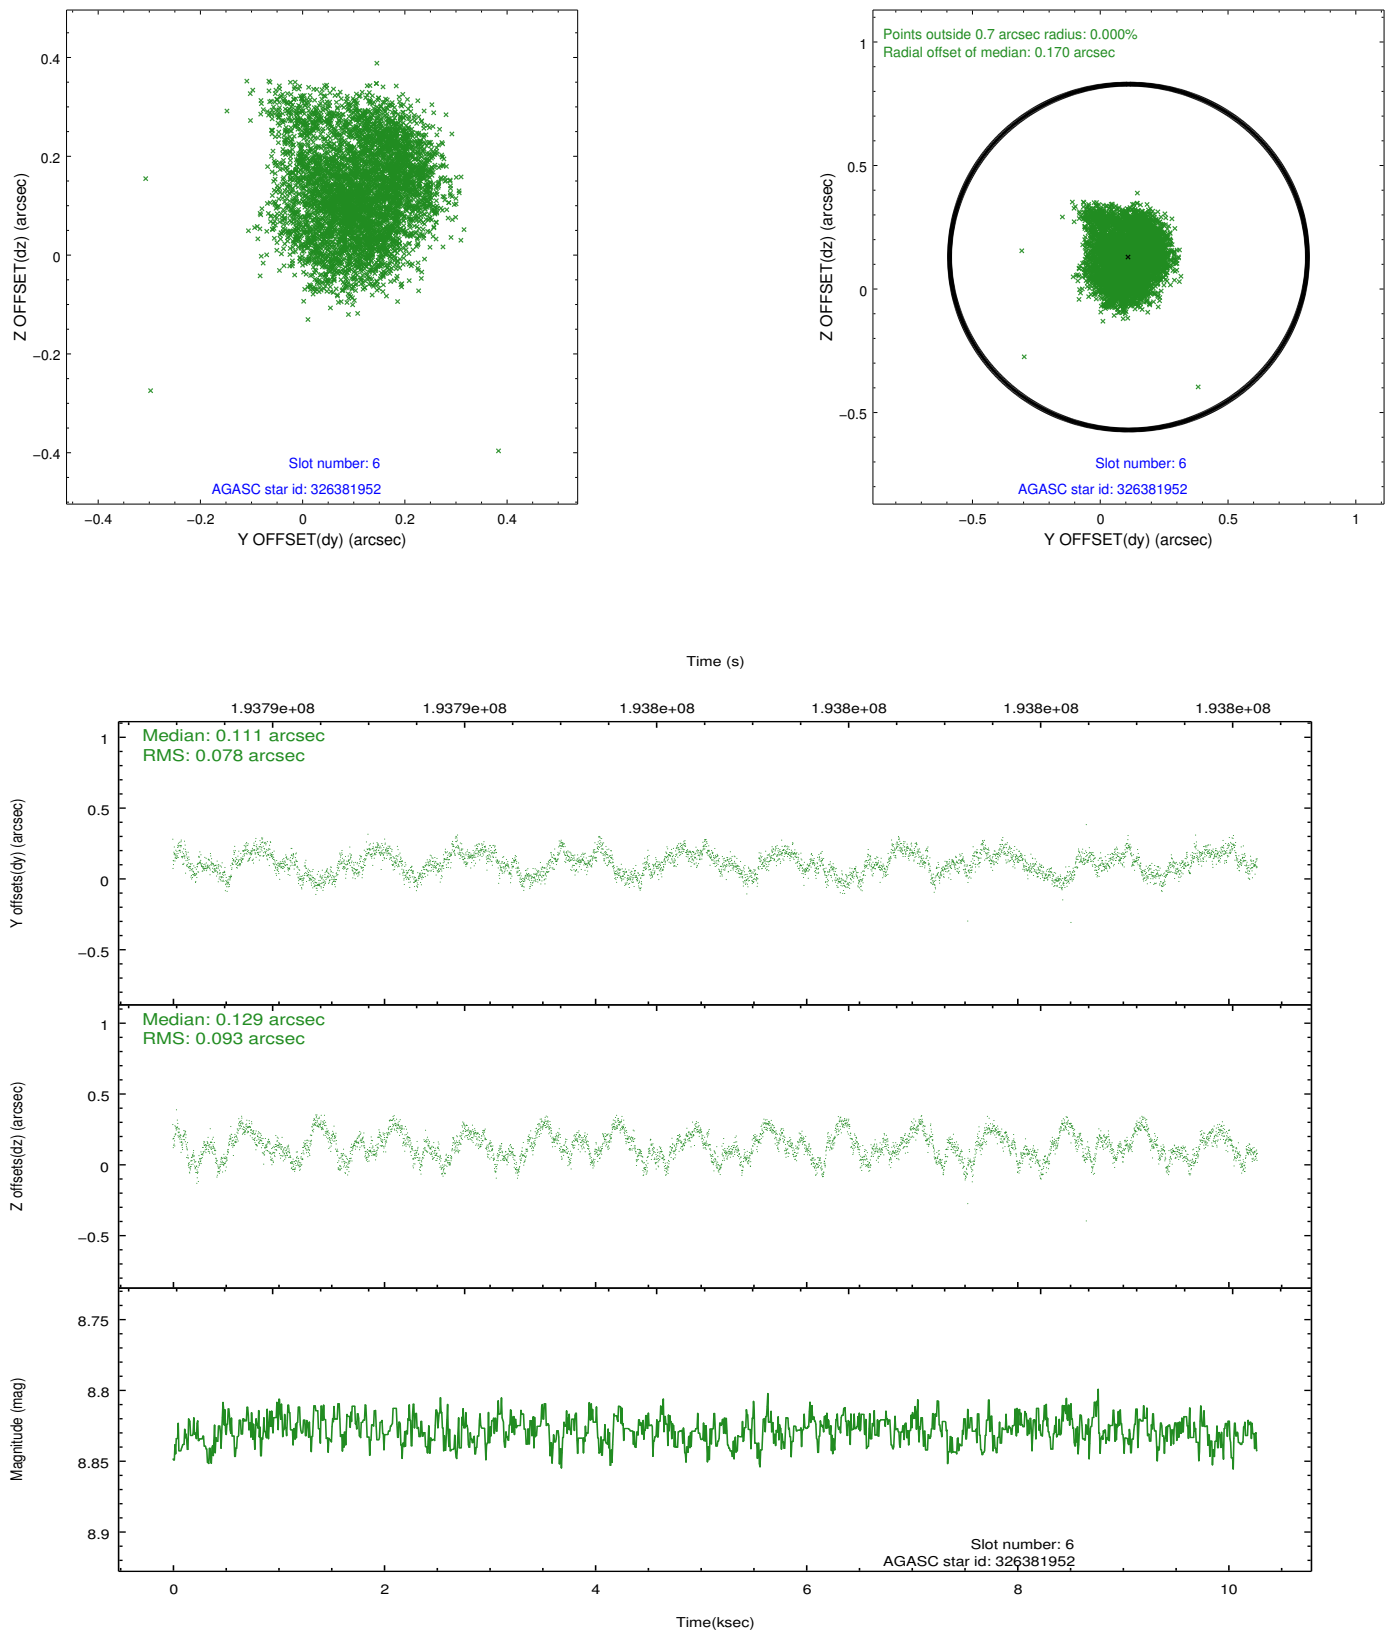 0.4
0.2
0
−0.2
−0.4
Z OFFSET(dz) (arcsec)
Slot number: 6
AGASC star id: 326381952
−0.4 −0.2 0 0.2 0.4
Y OFFSET(dy) (arcsec)
Points outside 0.7 arcsec radius: 0.000%
Radial offset of median: 0.170 arcsec
1
0.5
0
−0.5
Z OFFSET(dz) (arcsec)
Slot number: 6
AGASC star id: 326381952
−0.5 0 0.5 1
Y OFFSET(dy) (arcsec)
Time (s)
1.9379e+08 1.9379e+08 1.938e+08 1.938e+08 1.938e+08 1.938e+08
Median: 0.111 arcsec
RMS: 0.078 arcsec
1
0.5
0
−0.5
Y offsets(dy) (arcsec)
Median: 0.129 arcsec
RMS: 0.093 arcsec
1
0.5
0
−0.5
Z offsets(dz) (arcsec)
8.75
8.8
8.85
8.9
Magnitude (mag)
Slot number: 6
AGASC star id: 326381952
0 2 4 6 8 10
Time(ksec)